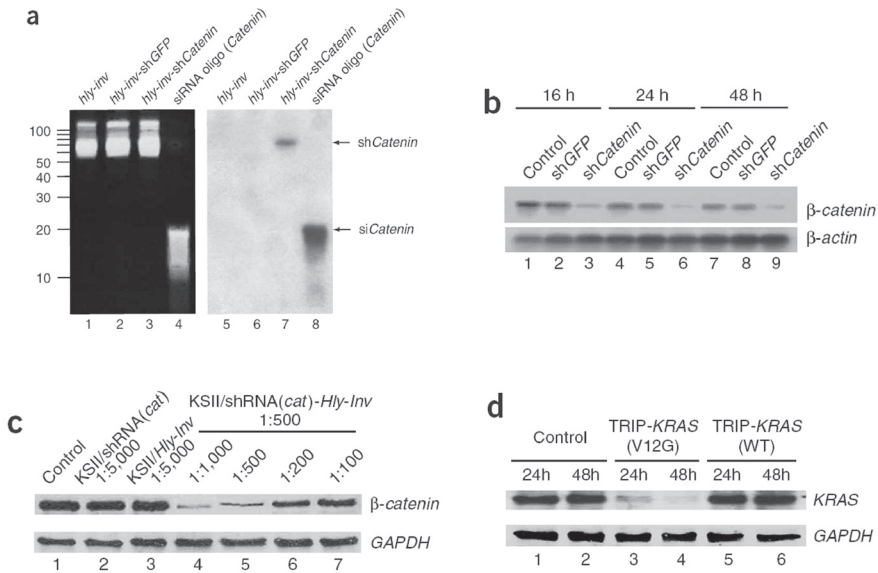 a
hly-inv
hly-inv-shGFP
hly-inv-shCatenin
siRNA oligo (Catenin)
hly-inv
hly-inv-shGFP
hly-inv-shCatenin
siRNA oligo (Catenin)
100
50
40
30
20
10
shCatenin
siCatenin
1 2 3 4 5 6 7 8
b
16 h 24 h 48 h
Control
shGFP
shCatenin
Control
shGFP
shCatenin
Control
shGFP
shCatenin
β-catenin
β-actin
1 2 3 4 5 6 7 8 9
c
KSII/shRNA(cat)-Hly-Inv
1:500
Control
KSII/shRNA(cat)
1:5,000
KSII/Hly-Inv
1:5,000
1:1,000
1:500
1:200
1:100
β-catenin
GAPDH
1 2 3 4 5 6 7
d
Control TRIP-KRAS (V12G) TRIP-KRAS (WT)
24h 48h 24h 48h 24h 48h
KRAS
GAPDH
1 2 3 4 5 6